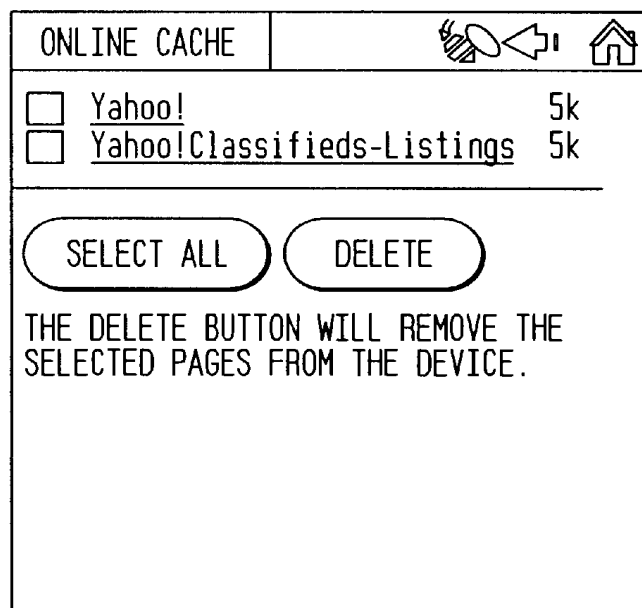 ONLINE CACHE
Yahoo! 5k
Yahoo!Classifieds-Listings 5k
SELECT ALL DELETE
THE DELETE BUTTON WILL REMOVE THE
SELECTED PAGES FROM THE DEVICE.